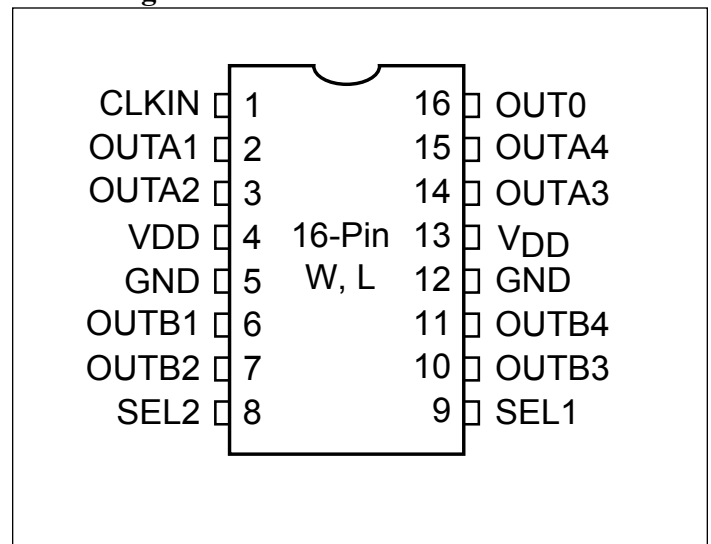 CLKIN 1 16 OUT0
OUTA1 2 15 OUTA4
OUTA2 3 14 OUTA3
VDD 4 16-Pin 13 VDD
GND 5 W, L 12 GND
OUTB1 6 11 OUTB4
OUTB2 7 10 OUTB3
SEL2 8 9 SEL1